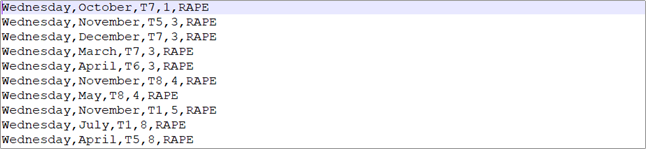 Wednesday,October,T7,1,RAPE
Wednesday,November,T5,3,RAPE
Wednesday,December,T7,3,RAPE
Wednesday,March,T7,3,RAPE
Wednesday,April,T6,3,RAPE
Wednesday,November,T8,4,RAPE
Wednesday,May,T8,4,RAPE
Wednesday,November,T1,5,RAPE
Wednesday,July,T1,8,RAPE
Wednesday,April,T5,8,RAPE